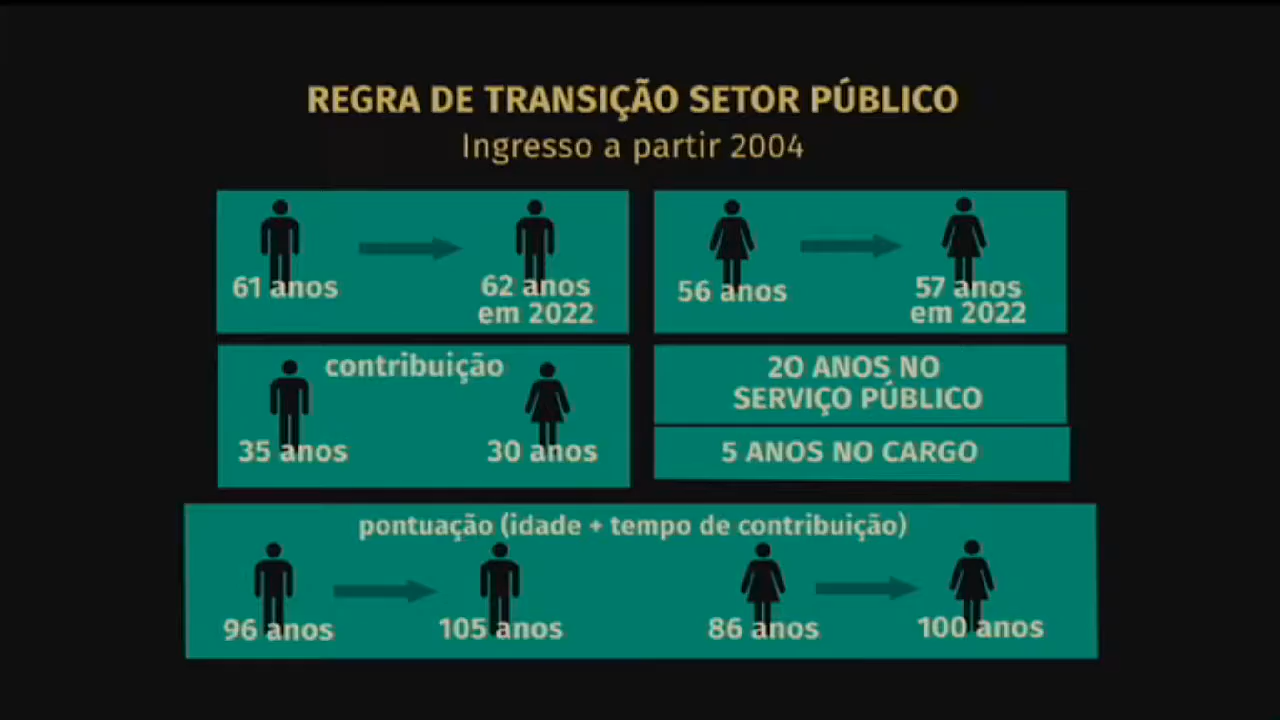 REGRA DE TRANSIÇÃO SETOR PÚBLICO
Ingresso a partir 2004
61 anos
62 anos
em 2022
56 anos
57 anos
em 2022
contribuição
35 anos
30 anos
20 ANOS NO
SERVIÇO PÚBLICO
5 ANOS NO CARGO
pontuação (idade + tempo de contribuição)
96 anos
105 anos
86 anos
100 anos